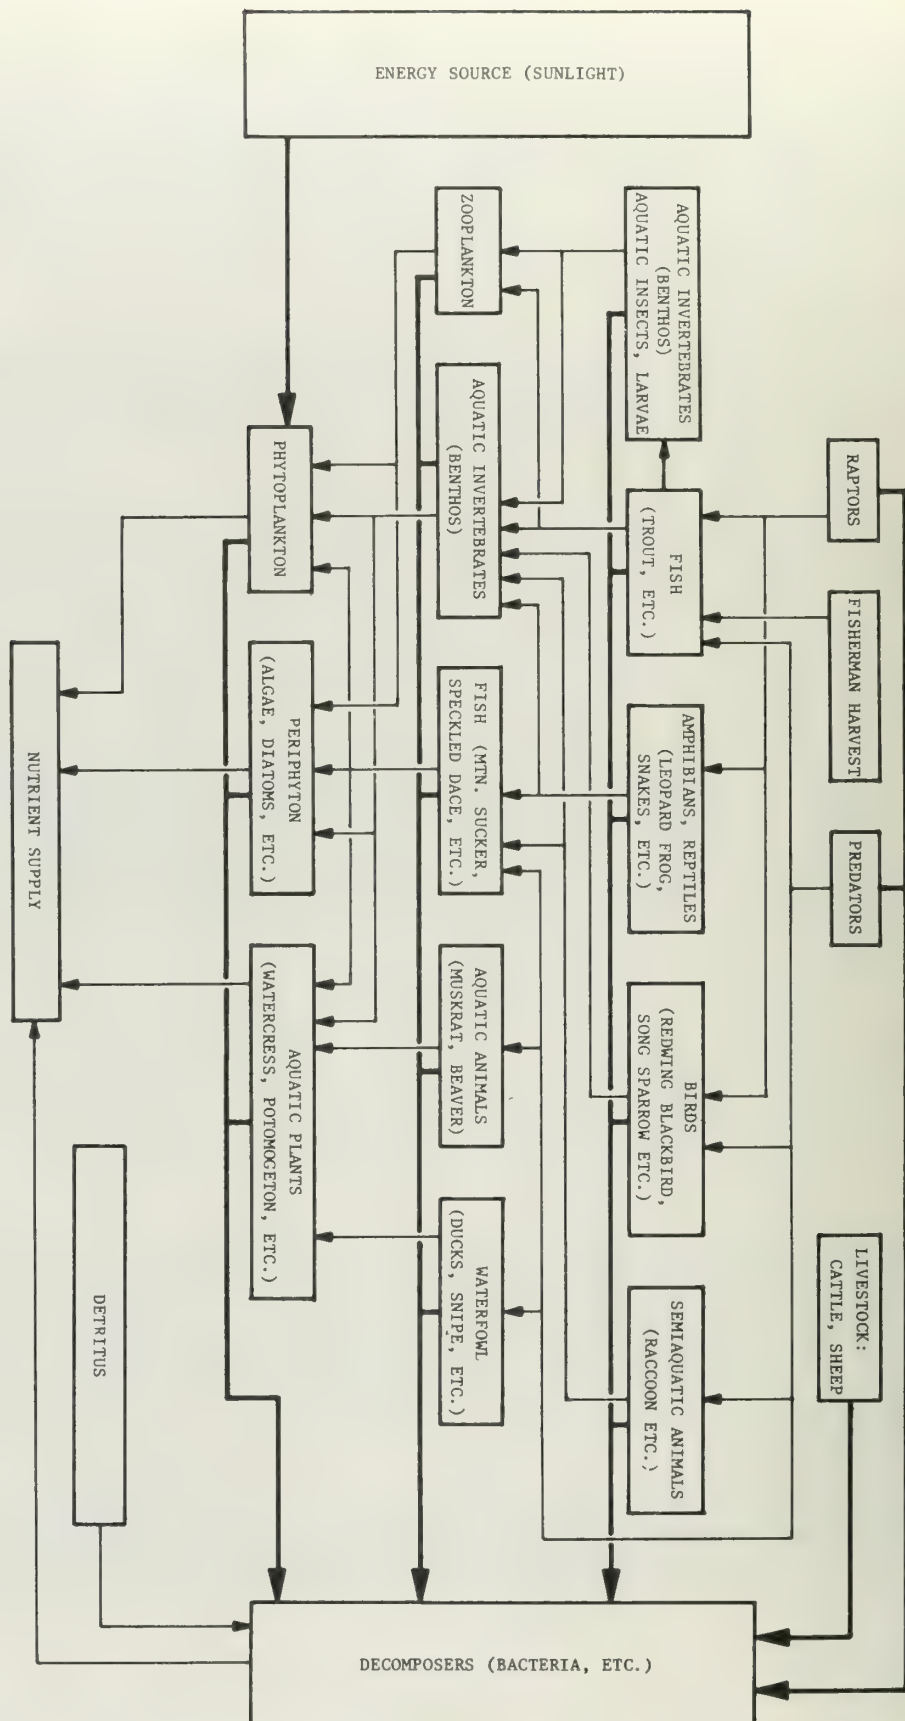 ENERGY SOURCE (SUNLIGHT)
RAPTORS
FISHERMAN HARVEST
PREDATORS
LIVESTOCK:
CATTLE, SHEEP
AQUATIC INVERTEBRATES
(BENTHOS)
AQUATIC INSECTS, LARVAE
FISH
(TROUT, ETC.)
AMPHIBIANS, REPTILES
(LEOPARD FROG,
SNAKES, ETC.)
BIRDS
(REDWING BLACKBIRD,
SONG SPARROW ETC.)
SEMIAQUATIC ANIMALS
(RACCOON ETC.)
ZOOPLANKTON
AQUATIC INVERTEBRATES
(BENTHOS)
FISH (MTN. SUCKER,
SPECKLED DACE, ETC.)
AQUATIC ANIMALS
(MUSKRAT, BEAVER)
WATERFOWL
(DUCKS, SNIPE, ETC.)
PHYTOPLANKTON
PERIPHYTON
(ALGAE, DIATOMS, ETC.)
AQUATIC PLANTS
(WATERCRESS, POTOMOGETON, ETC.)
NUTRIENT SUPPLY
DETRITUS
DECOMPOSERS (BACTERIA, ETC.)